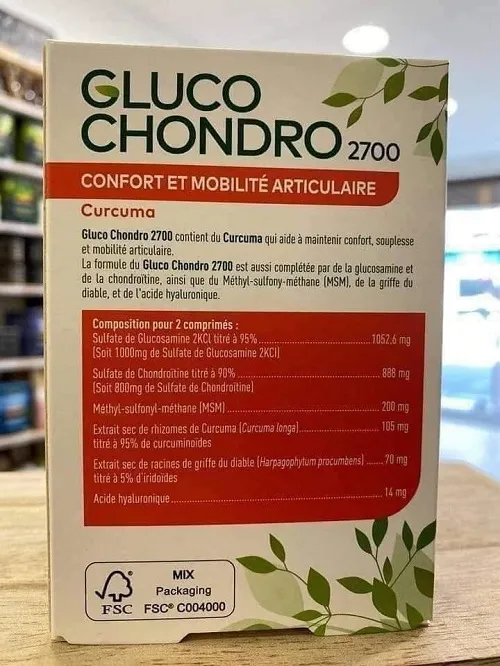 GLUCO
CHONDRO 2700
CONFORT ET MOBILITÉ ARTICULAIRE
Curcuma
Gluco Chondro 2700 contient du Curcuma qui aide à maintenir confort, souplesse
et mobilité articulaire.
La formule du Gluco Chondro 2700 est aussi complétée par de la glucosamine et
de la chondroïtine, ainsi que du Méthyl-sulfony-méthane (MSM), de la griffe du
diable, et de l'acide hyaluronique.
Composition pour 2 comprimés :
Sulfate de Glucosamine 2KCl titré à 95% 1052,6 mg
(Soit 1000mg de Sulfate de Glucosamine 2KCl)
Sulfate de Chondroïtine titré à 90% 888 mg
(Soit 800mg de Sulfate de Chondroïtine)
Méthyl-sulfonyl-méthane (MSM) 200 mg
Extrait sec de rhizomes de Curcuma (Curcuma longa) 105 mg
titré à 95% de curcuminoïdes
Extrait sec de racines de griffe du diable (Harpagophytum procumbens) 70 mg
titré à 5% d'iridoïdes
Acide hyaluronique 14 mg
FSC
MIX
Packaging
FSC® C004000